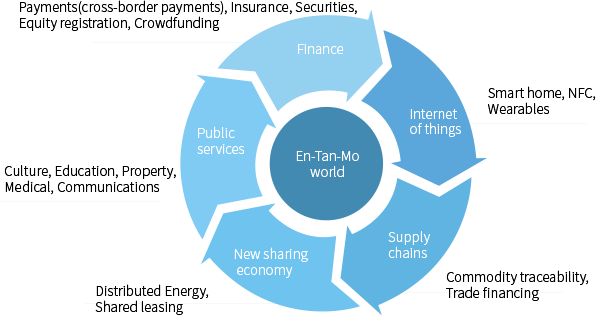 Payments(cross-border payments), Insurance, Securities,
Equity registration, Crowdfunding
Finance
Smart home, NFC,
Wearables
Internet
of things
Public
services
En-Tan-Mo
world
Culture, Education, Property,
Medical, Communications
Supply
chains
New sharing
economy
Commodity traceability,
Trade financing
Distributed Energy,
Shared leasing